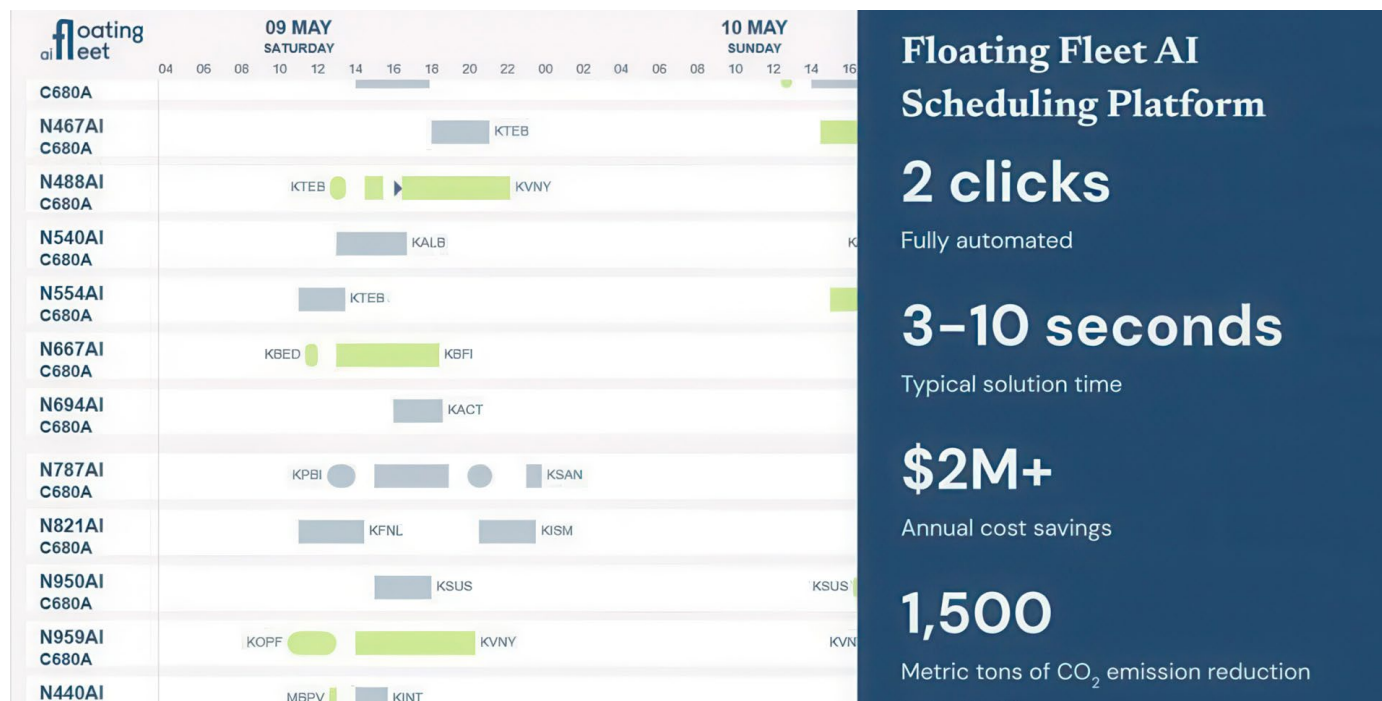 floating
ai fleet
09 MAY
SATURDAY
10 MAY
SUNDAY
04 06 08 10 12 14 16 18 20 22 00 02 04 06 08 10 12 14 16
C680A
N467AI
C680A
KTEB
N488AI
C680A
KTEB
KVNY
N540AI
C680A
KALB
N554AI
C680A
KTEB
N667AI
C680A
KBED
KBFI
N694AI
C680A
KACT
N787AI
C680A
KPBI
KSAN
N821AI
C680A
KFNL
KISM
N950AI
C680A
KSUS
KSUS
N959AI
C680A
KOPF
KVNY
N440AI
MBPV
KINT
Floating Fleet AI
Scheduling Platform
2 clicks
Fully automated
3-10 seconds
Typical solution time
$2M+
Annual cost savings
1,500
Metric tons of CO₂ emission reduction